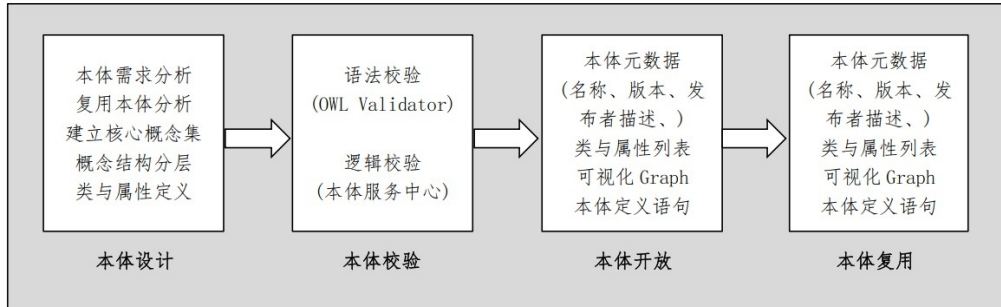 本体需求分析
复用本体分析
建立核心概念集
概念结构分层
类与属性定义
本体设计
语法校验
(OWL Validator)
逻辑校验
(本体服务中心)
本体校验
本体元数据
(名称、版本、发
布者描述、)
类与属性列表
可视化 Graph
本体定义语句
本体开放
本体元数据
(名称、版本、发
布者描述、)
类与属性列表
可视化 Graph
本体定义语句
本体复用